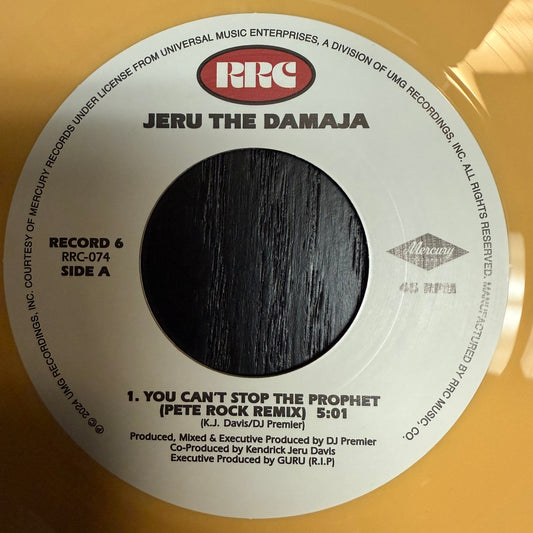 RRC
JERU THE DAMAJA
RECORD 6
RRC-074
SIDE A
Mercury
45 RPM
1. YOU CAN'T STOP THE PROPHET
(PETE ROCK REMIX) 5:01
(K.J. Davis/DJ Premier)
Produced, Mixed & Executive Produced by DJ Premier
Co-Produced by Kendrick Jeru Davis
Executive Produced by GURU (R.I.P)
℗ © 2024 UMG RECORDINGS, INC. COURTESY OF MERCURY RECORDS UNDER LICENSE FROM UNIVERSAL MUSIC ENTERPRISES, A DIVISION OF UMG RECORDINGS, INC. ALL RIGHTS RESERVED. MANUFACTURED BY RRC MUSIC, CO.